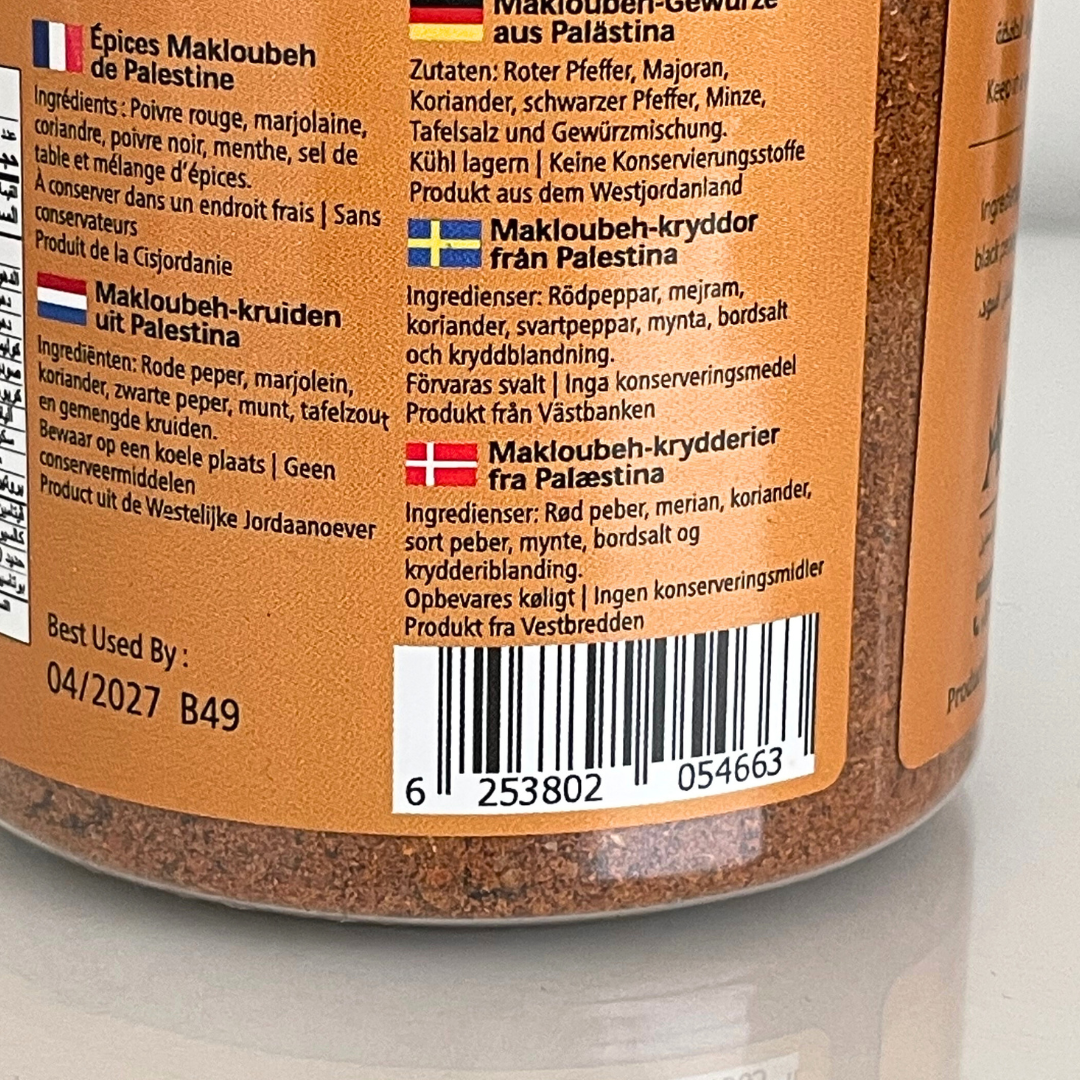 Épices Makloubeh
de Palestine
Ingrédients : Poivre rouge, marjolaine,
coriandre, poivre noir, menthe, sel de
table et mélange d'épices.
À conserver dans un endroit frais | Sans
conservateurs
Produit de la Cisjordanie
Makloubeh-kruiden
uit Palestina
Ingrediënten: Rode peper, marjolein,
koriander, zwarte peper, munt, tafelzout
en gemengde kruiden.
Bewaar op een koele plaats | Geen
conserveermiddelen
Product uit de Westelijke Jordaanoever
Best Used By :
04/2027 B49
Makloubeh-Gewürze
aus Palästina
Zutaten: Roter Pfeffer, Majoran,
Koriander, schwarzer Pfeffer, Minze,
Tafelsalz und Gewürzmischung.
Kühl lagern | Keine Konservierungsstoffe
Produkt aus dem Westjordanland
Makloubeh-kryddor
från Palestina
Ingredienser: Rödpeppar, mejram,
koriander, svartpeppar, mynta, bordsalt
och kryddblandning.
Förvaras svalt | Inga konserveringsmedel
Produkt från Västbanken
Makloubeh-krydderier
fra Palæstina
Ingredienser: Rød peber, merian, koriander,
sort peber, mynte, bordsalt og
krydderiblanding.
Opbevares køligt | Ingen konserveringsmidler
Produkt fra Vestbredden
6 253802 054663
Keep
black